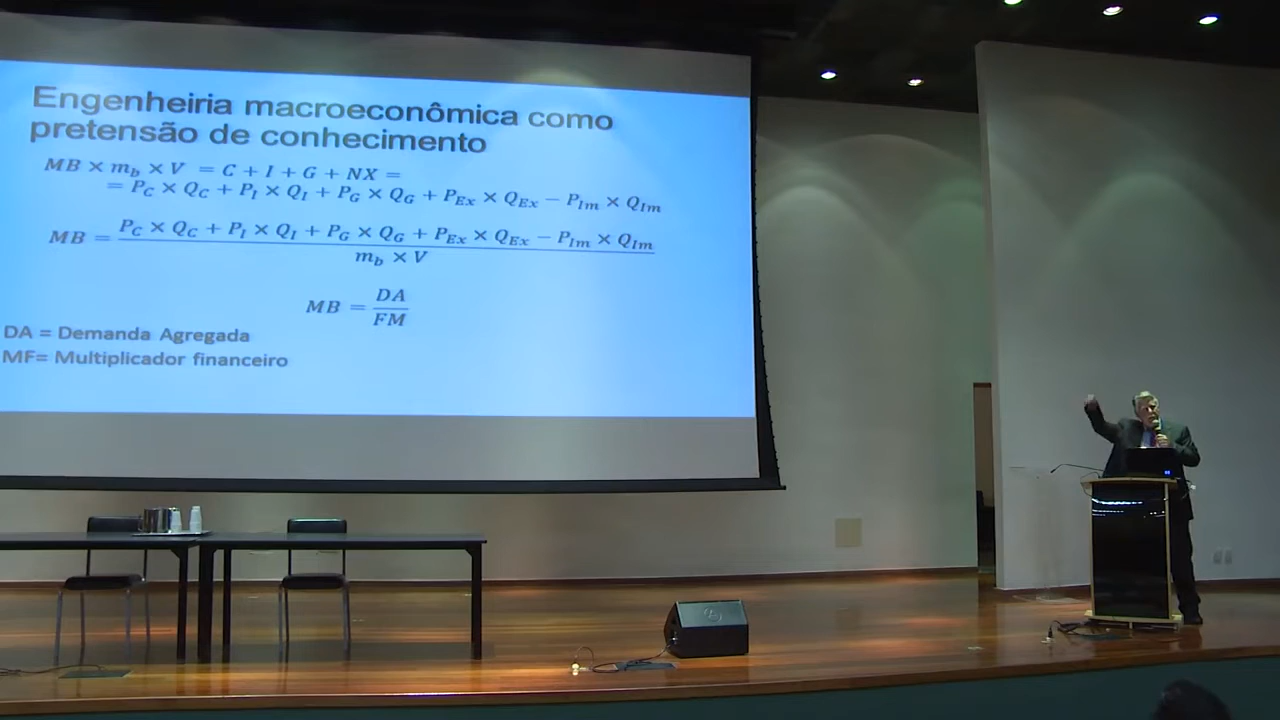 Engenheiria macroeconômica como
pretensão de conhecimento
MB × m_b × V = C + I + G + NX =
= P_C × Q_C + P_I × Q_I + P_G × Q_G + P_Ex × Q_Ex − P_Im × Q_Im
MB = (P_C × Q_C + P_I × Q_I + P_G × Q_G + P_Ex × Q_Ex − P_Im × Q_Im) / (m_b × V)
MB = DA / FM
DA = Demanda Agregada
MF= Multiplicador financeiro